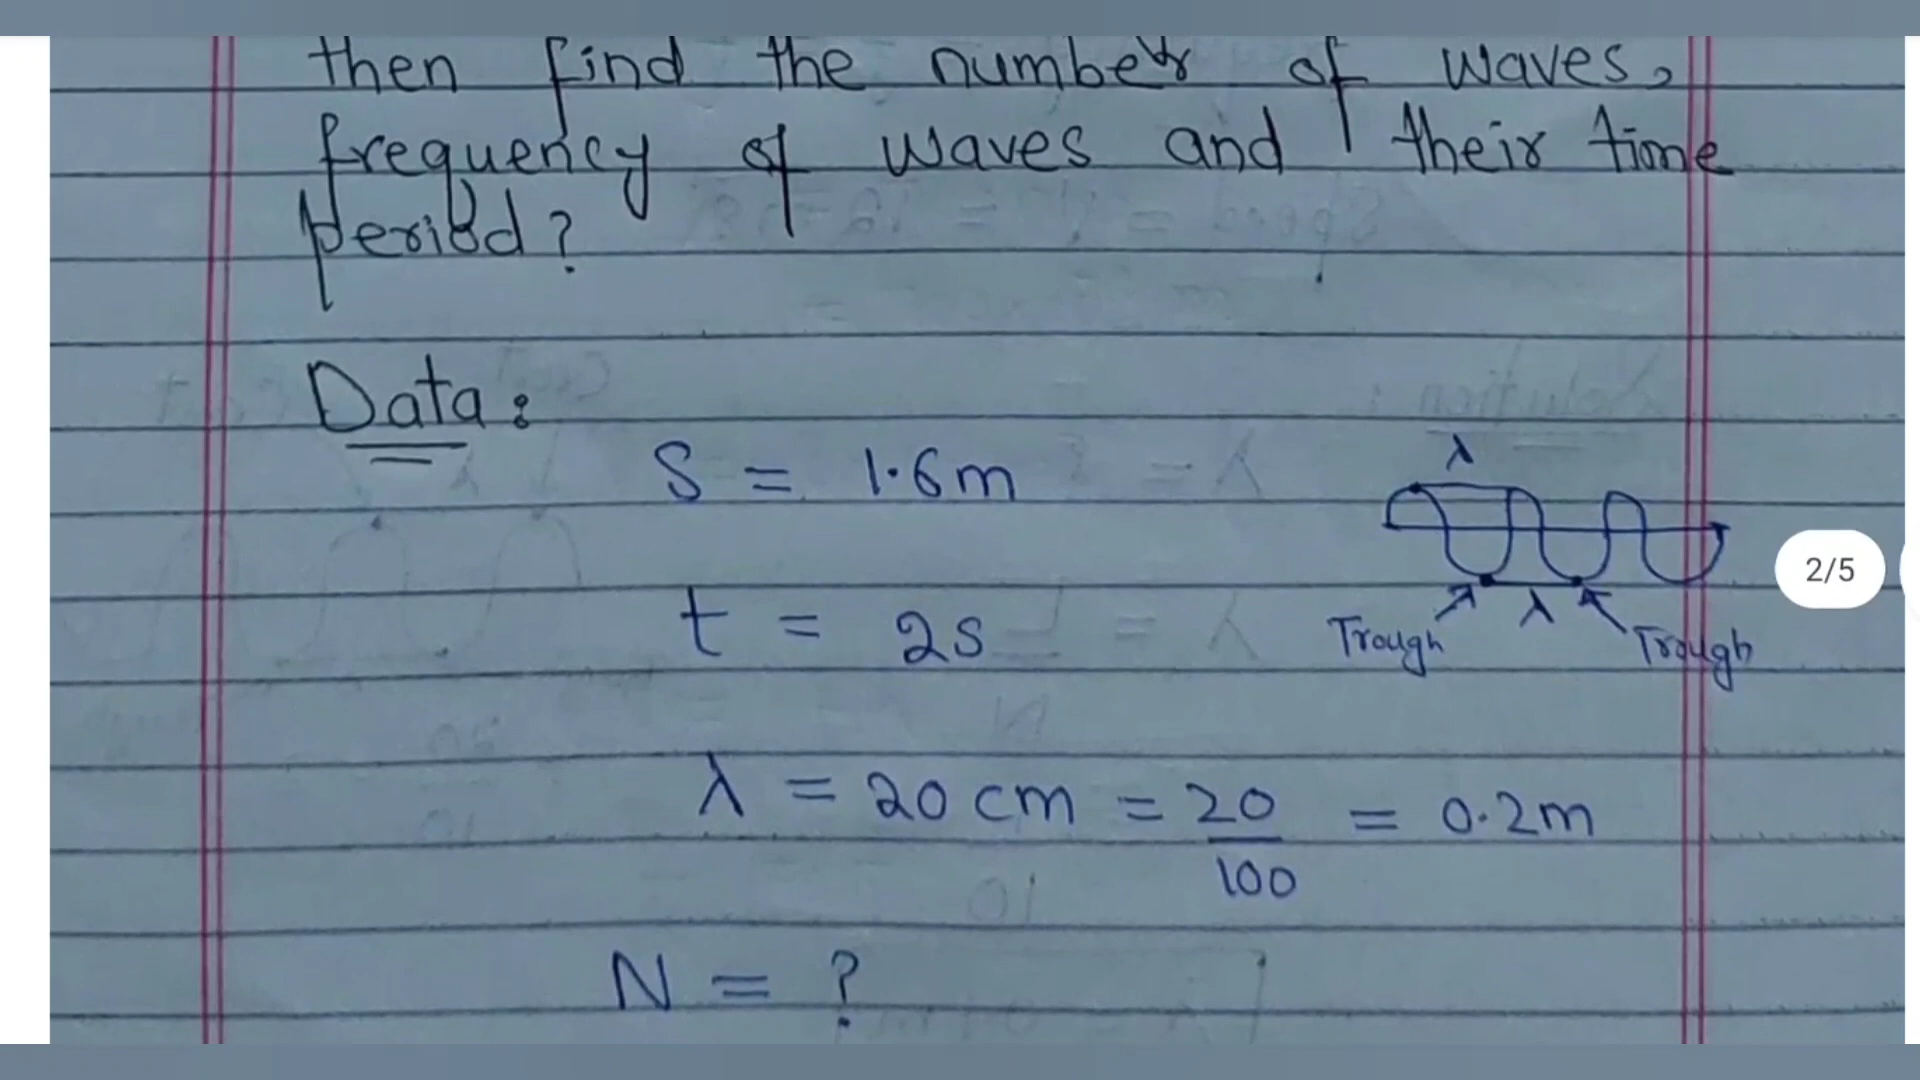 then find the number of waves,
frequency of waves and their time
period?
Data:
S = 1.6m
λ
t = 2s
Trough λ Trough
2/5
λ = 20 cm = 20/100 = 0.2m
N = ?